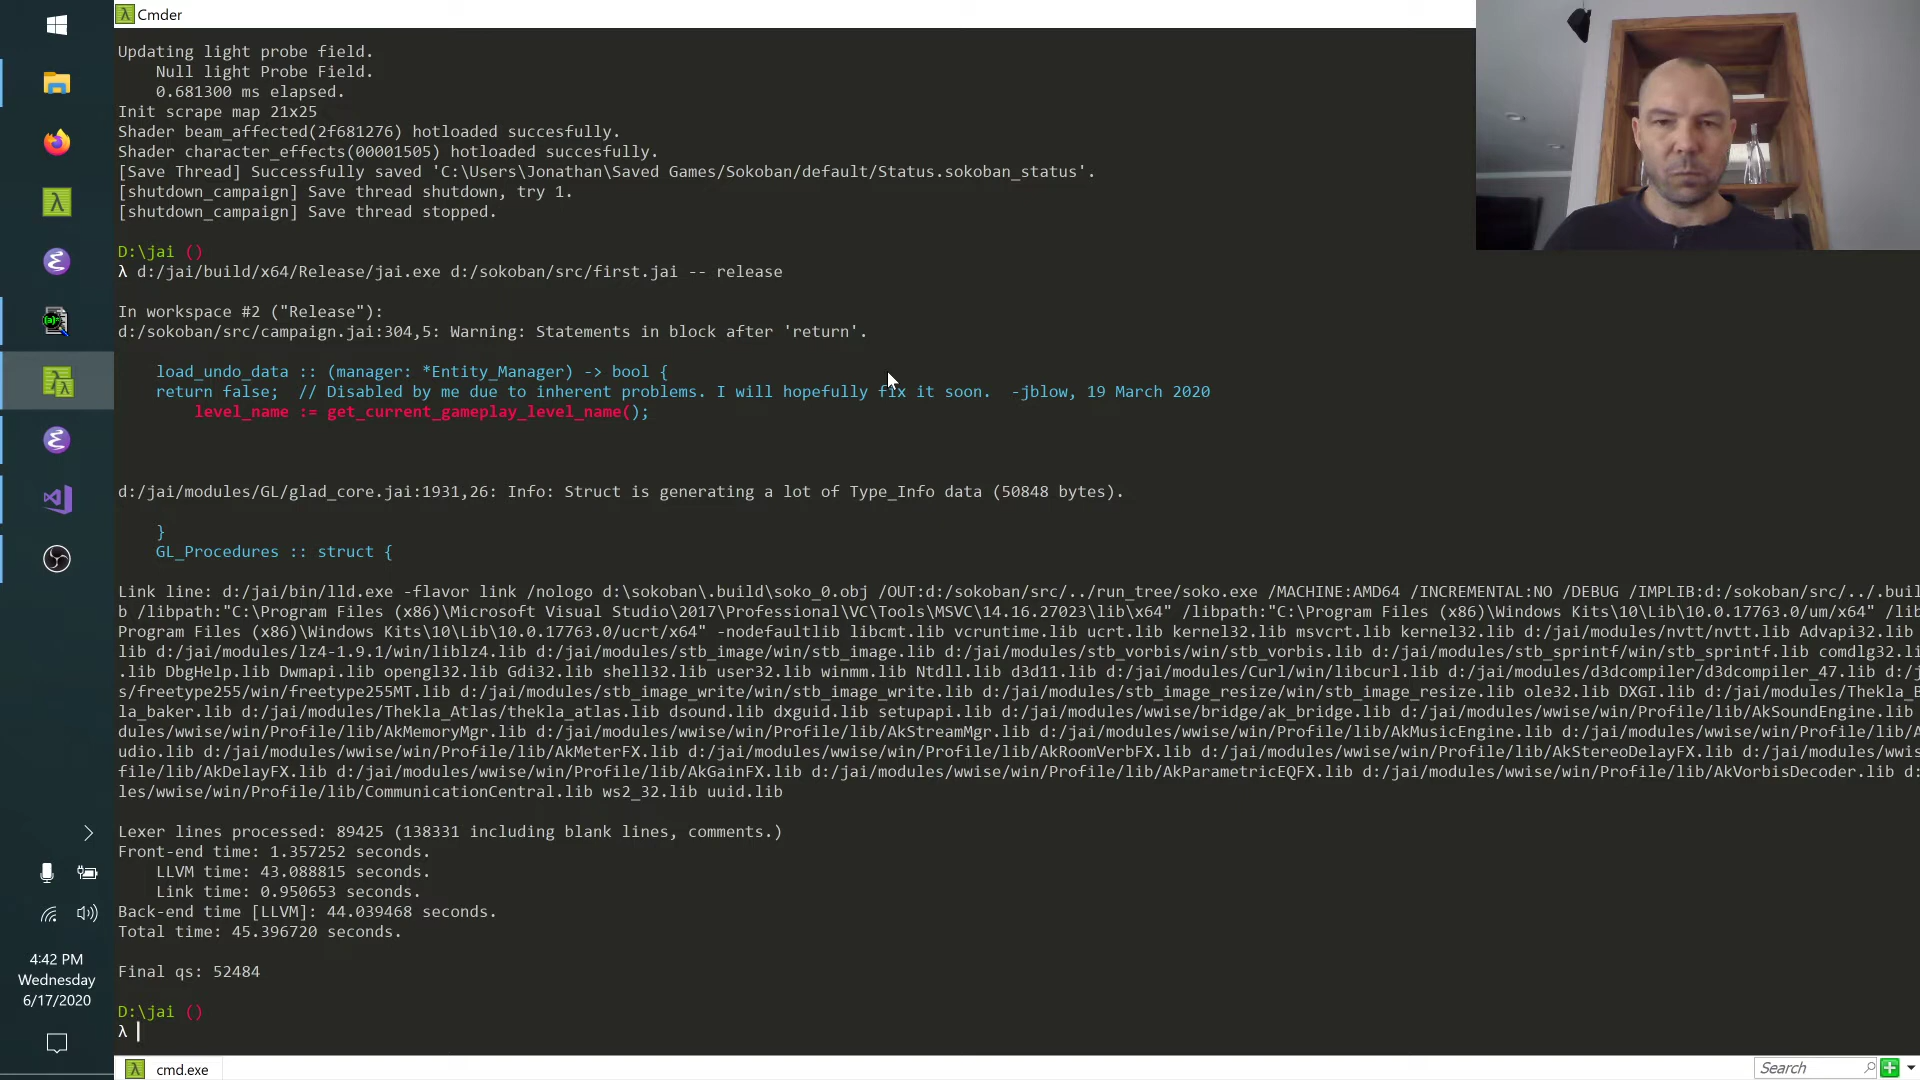 Cmder
Updating light probe field.
Null light Probe Field.
0.681300 ms elapsed.
Init scrape map 21x25
Shader beam_affected(2f681276) hotloaded succesfully.
Shader character_effects(00001505) hotloaded succesfully.
[Save Thread] Successfully saved 'C:\Users\Jonathan\Saved Games/Sokoban/default/Status.sokoban_status'.
[shutdown_campaign] Save thread shutdown, try 1.
[shutdown_campaign] Save thread stopped.
D:\jai ()
λ d:/jai/build/x64/Release/jai.exe d:/sokoban/src/first.jai -- release
In workspace #2 ("Release"):
d:/sokoban/src/campaign.jai:304,5: Warning: Statements in block after 'return'.
load_undo_data :: (manager: *Entity_Manager) -> bool {
return false;  // Disabled by me due to inherent problems. I will hopefully fix it soon.  -jblow, 19 March 2020
level_name := get_current_gameplay_level_name();
d:/jai/modules/GL/glad_core.jai:1931,26: Info: Struct is generating a lot of Type_Info data (50848 bytes).
}
GL_Procedures :: struct {
Link line: d:/jai/bin/lld.exe -flavor link /nologo d:\sokoban\.build\soko_0.obj /OUT:d:/sokoban/src/../run_tree/soko.exe /MACHINE:AMD64 /INCREMENTAL:NO /DEBUG /IMPLIB:d:/sokoban/src/../.buil
b /libpath:"C:\Program Files (x86)\Microsoft Visual Studio\2017\Professional\VC\Tools\MSVC\14.16.27023\lib\x64" /libpath:"C:\Program Files (x86)\Windows Kits\10\Lib\10.0.17763.0/um/x64" /lib
Program Files (x86)\Windows Kits\10\Lib\10.0.17763.0/ucrt/x64" -nodefaultlib libcmt.lib vcruntime.lib ucrt.lib kernel32.lib msvcrt.lib kernel32.lib d:/jai/modules/nvtt/nvtt.lib Advapi32.lib
lib d:/jai/modules/lz4-1.9.1/win/liblz4.lib d:/jai/modules/stb_image/win/stb_image.lib d:/jai/modules/stb_vorbis/win/stb_vorbis.lib d:/jai/modules/stb_sprintf/win/stb_sprintf.lib comdlg32.li
.lib DbgHelp.lib Dwmapi.lib opengl32.lib Gdi32.lib shell32.lib user32.lib winmm.lib Ntdll.lib d3d11.lib d:/jai/modules/Curl/win/libcurl.lib d:/jai/modules/d3dcompiler/d3dcompiler_47.lib d:/j
s/freetype255/win/freetype255MT.lib d:/jai/modules/stb_image_write/win/stb_image_write.lib d:/jai/modules/stb_image_resize/win/stb_image_resize.lib ole32.lib DXGI.lib d:/jai/modules/Thekla_B
la_baker.lib d:/jai/modules/Thekla_Atlas/thekla_atlas.lib dsound.lib dxguid.lib setupapi.lib d:/jai/modules/wwise/bridge/ak_bridge.lib d:/jai/modules/wwise/win/Profile/lib/AkSoundEngine.lib
dules/wwise/win/Profile/lib/AkMemoryMgr.lib d:/jai/modules/wwise/win/Profile/lib/AkStreamMgr.lib d:/jai/modules/wwise/win/Profile/lib/AkMusicEngine.lib d:/jai/modules/wwise/win/Profile/lib/A
udio.lib d:/jai/modules/wwise/win/Profile/lib/AkMeterFX.lib d:/jai/modules/wwise/win/Profile/lib/AkRoomVerbFX.lib d:/jai/modules/wwise/win/Profile/lib/AkStereoDelayFX.lib d:/jai/modules/wwis
file/lib/AkDelayFX.lib d:/jai/modules/wwise/win/Profile/lib/AkGainFX.lib d:/jai/modules/wwise/win/Profile/lib/AkParametricEQFX.lib d:/jai/modules/wwise/win/Profile/lib/AkVorbisDecoder.lib d:
les/wwise/win/Profile/lib/CommunicationCentral.lib ws2_32.lib uuid.lib
Lexer lines processed: 89425 (138331 including blank lines, comments.)
Front-end time: 1.357252 seconds.
LLVM time: 43.088815 seconds.
Link time: 0.950653 seconds.
Back-end time [LLVM]: 44.039468 seconds.
Total time: 45.396720 seconds.
Final qs: 52484
D:\jai ()
λ
cmd.exe
Search
4:42 PM
Wednesday
6/17/2020